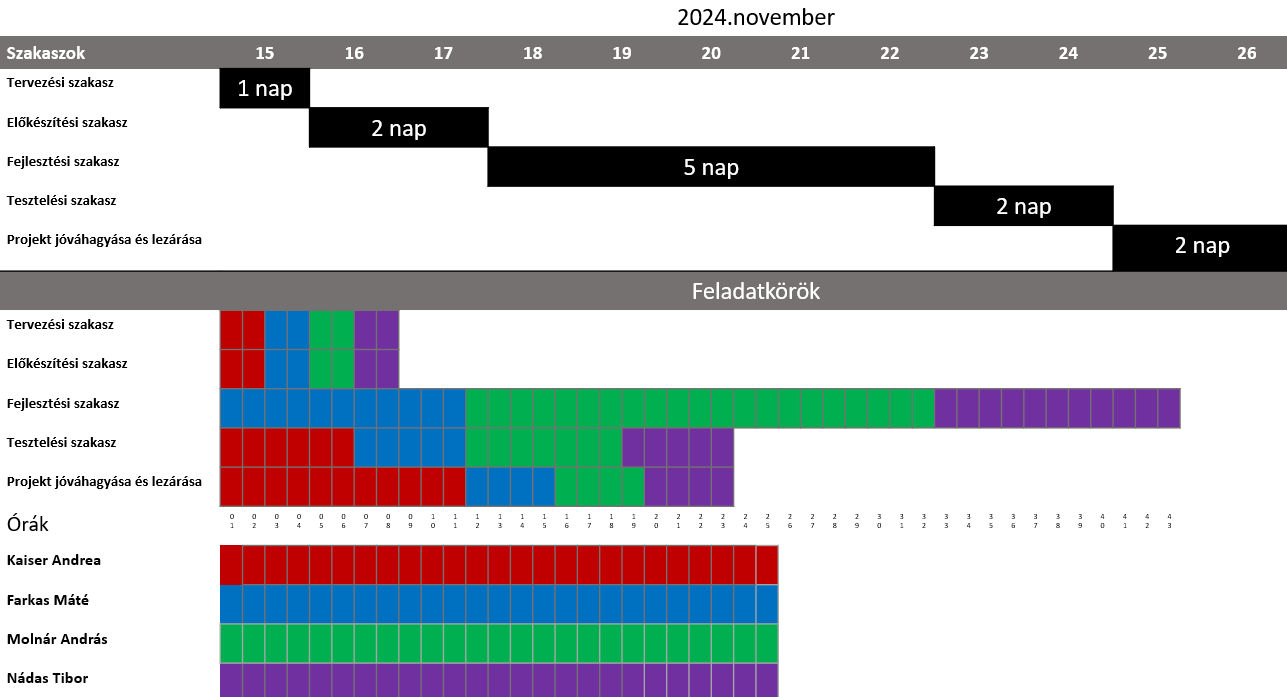 2024.november
Szakaszok 15 16 17 18 19 20 21 22 23 24 25 26
Tervezési szakasz 1 nap
Előkészítési szakasz 2 nap
Fejlesztési szakasz 5 nap
Tesztelési szakasz 2 nap
Projekt jóváhagyása és lezárása 2 nap
Feladatkörök
Tervezési szakasz
Előkészítési szakasz
Fejlesztési szakasz
Tesztelési szakasz
Projekt jóváhagyása és lezárása
Órák 01 02 03 04 05 06 07 08 09 10 11 12 13 14 15 16 17 18 19 20 21 22 23 24 25 26 27 28 29 30 31 32 33 34 35 36 37 38 39 40 41 42 43
Kaiser Andrea
Farkas Máté
Molnár András
Nádas Tibor